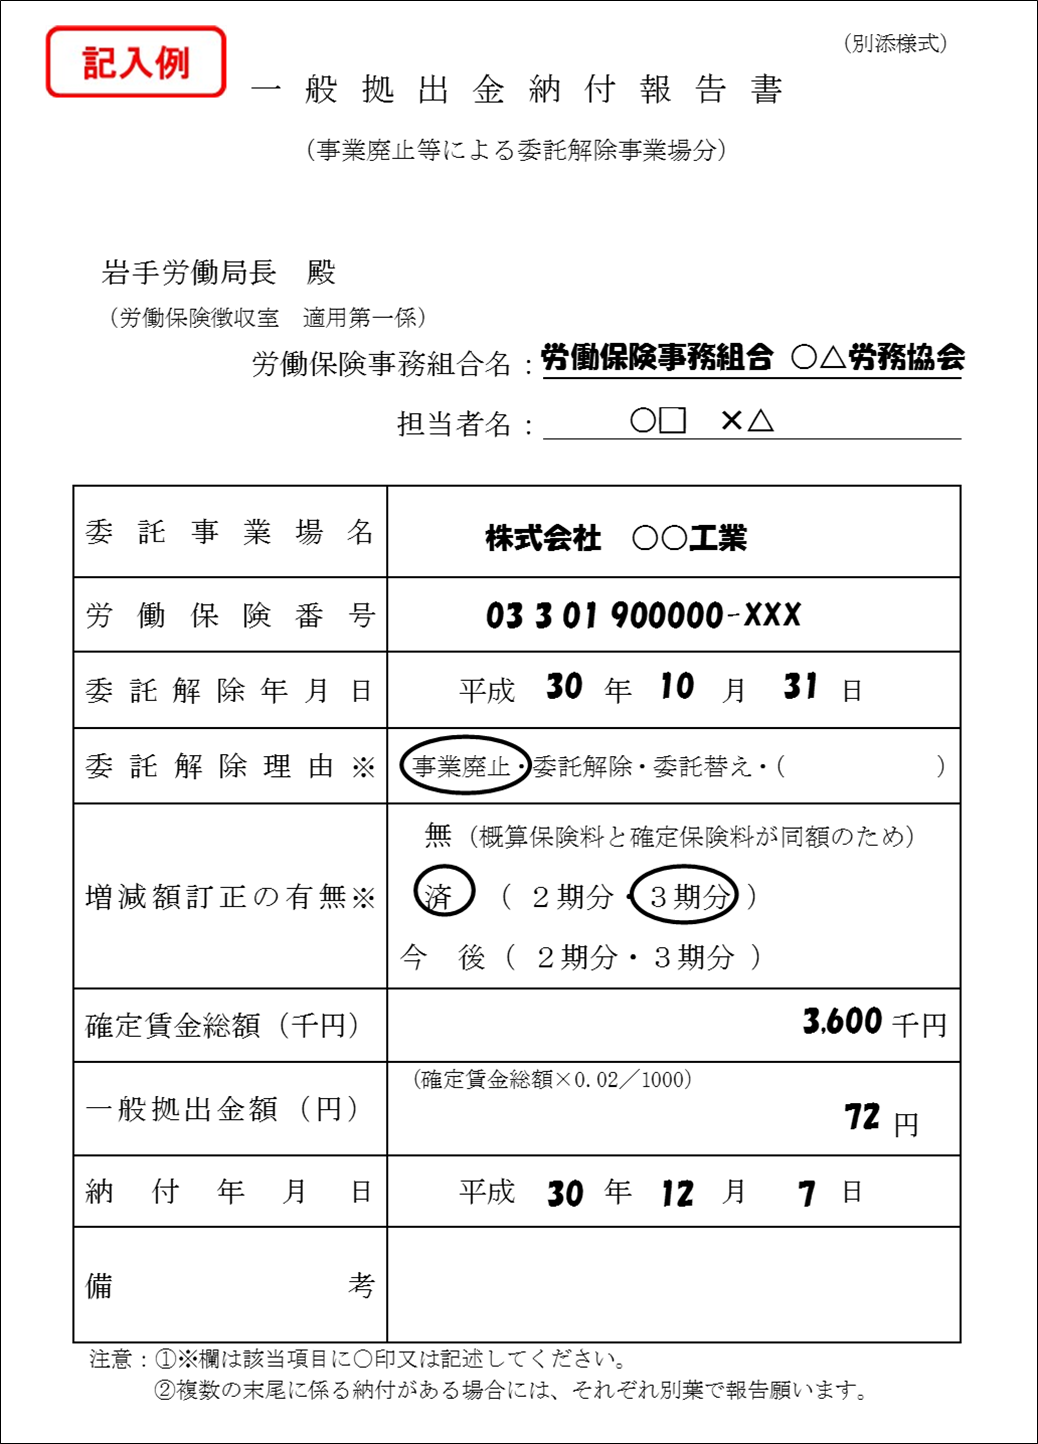 （別添様式）
記入例
一般拠出金納付報告書
（事業廃止等による委託解除事業場分）
岩手労働局長　殿
（労働保険徴収室　適用第一係）
労働保険事務組合名：労働保険事務組合　○△労務協会
担当者名：○□　×△
委託事業場名　株式会社　○○工業
労働保険番号　03 3 01 900000-XXX
委託解除年月日　平成 30 年 10 月 31 日
委託解除理由※　事業廃止・委託解除・委託替え・（　　　　　　）
無（概算保険料と確定保険料が同額のため）
増減額訂正の有無※　済　（ ２期分・３期分 ）
今　後（ ２期分・３期分 ）
確定賃金総額（千円）　3,600 千円
（確定賃金総額×0.02／1000）
一般拠出金額（円）　72 円
納付年月日　平成 30 年 12 月 7 日
備考
注意：①※欄は該当項目に○印又は記述してください。
②複数の末尾に係る納付がある場合には、それぞれ別葉で報告願います。